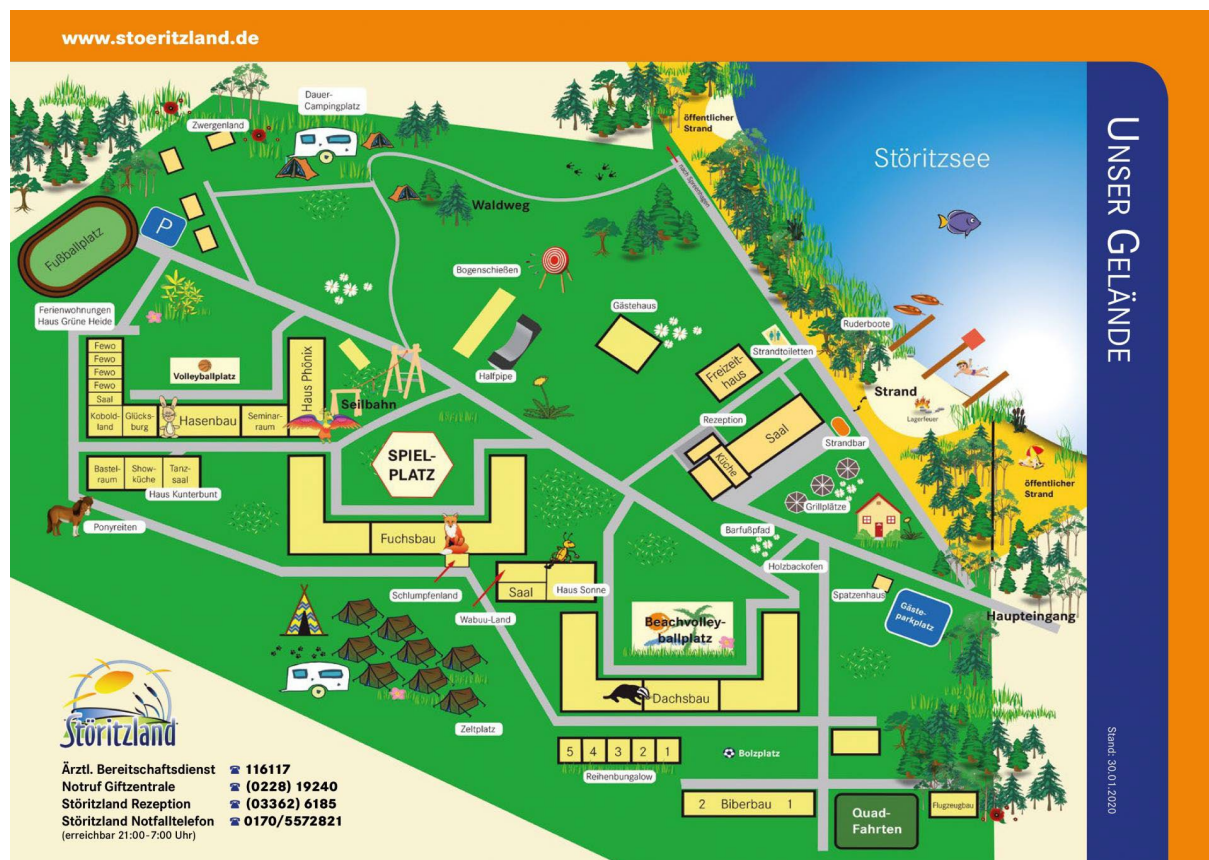 www.stoeritzland.de
UNSER GELÄNDE
Stand: 30.01.2020
Störitzsee
öffentlicher
Strand
Dauer-
Campingplatz
Zwergenland
P
Fußballplatz
Waldweg
Bogenschießen
Ferienwohnungen
Haus Grüne Heide
Gästehaus
Ruderboote
Strandtoiletten
Fewo
Fewo
Fewo
Fewo
Saal
Volleyballplatz
Haus Phönix
Halfpipe
Freizeit-
haus
Strand
Lagerfeuer
Kobold-
land
Glücks-
burg
Hasenbau
Seminar-
raum
Seilbahn
Rezeption
Saal
Küche
Strandbar
SPIEL-
PLATZ
Bastel-
raum
Show-
küche
Tanz-
saal
Haus Kunterbunt
öffentlicher
Strand
Grillplätze
Ponyreiten
Fuchsbau
Barfußpfad
Holzbackofen
Schlumpfenland
Saal
Haus Sonne
Wabuu-Land
Spatzenhaus
Gäste-
parkplatz
Haupteingang
Beachvolley-
ballplatz
Dachsbau
Zeltplatz
5 4 3 2 1
Reihenbungalow
Bolzplatz
2 Biberbau 1
Quad-
Fahrten
Flugzeugbau
Störitzland
Ärztl. Bereitschaftsdienst ☎ 116117
Notruf Giftzentrale ☎ (0228) 19240
Störitzland Rezeption ☎ (03362) 6185
Störitzland Notfalltelefon ☎ 0170/5572821
(erreichbar 21:00-7:00 Uhr)